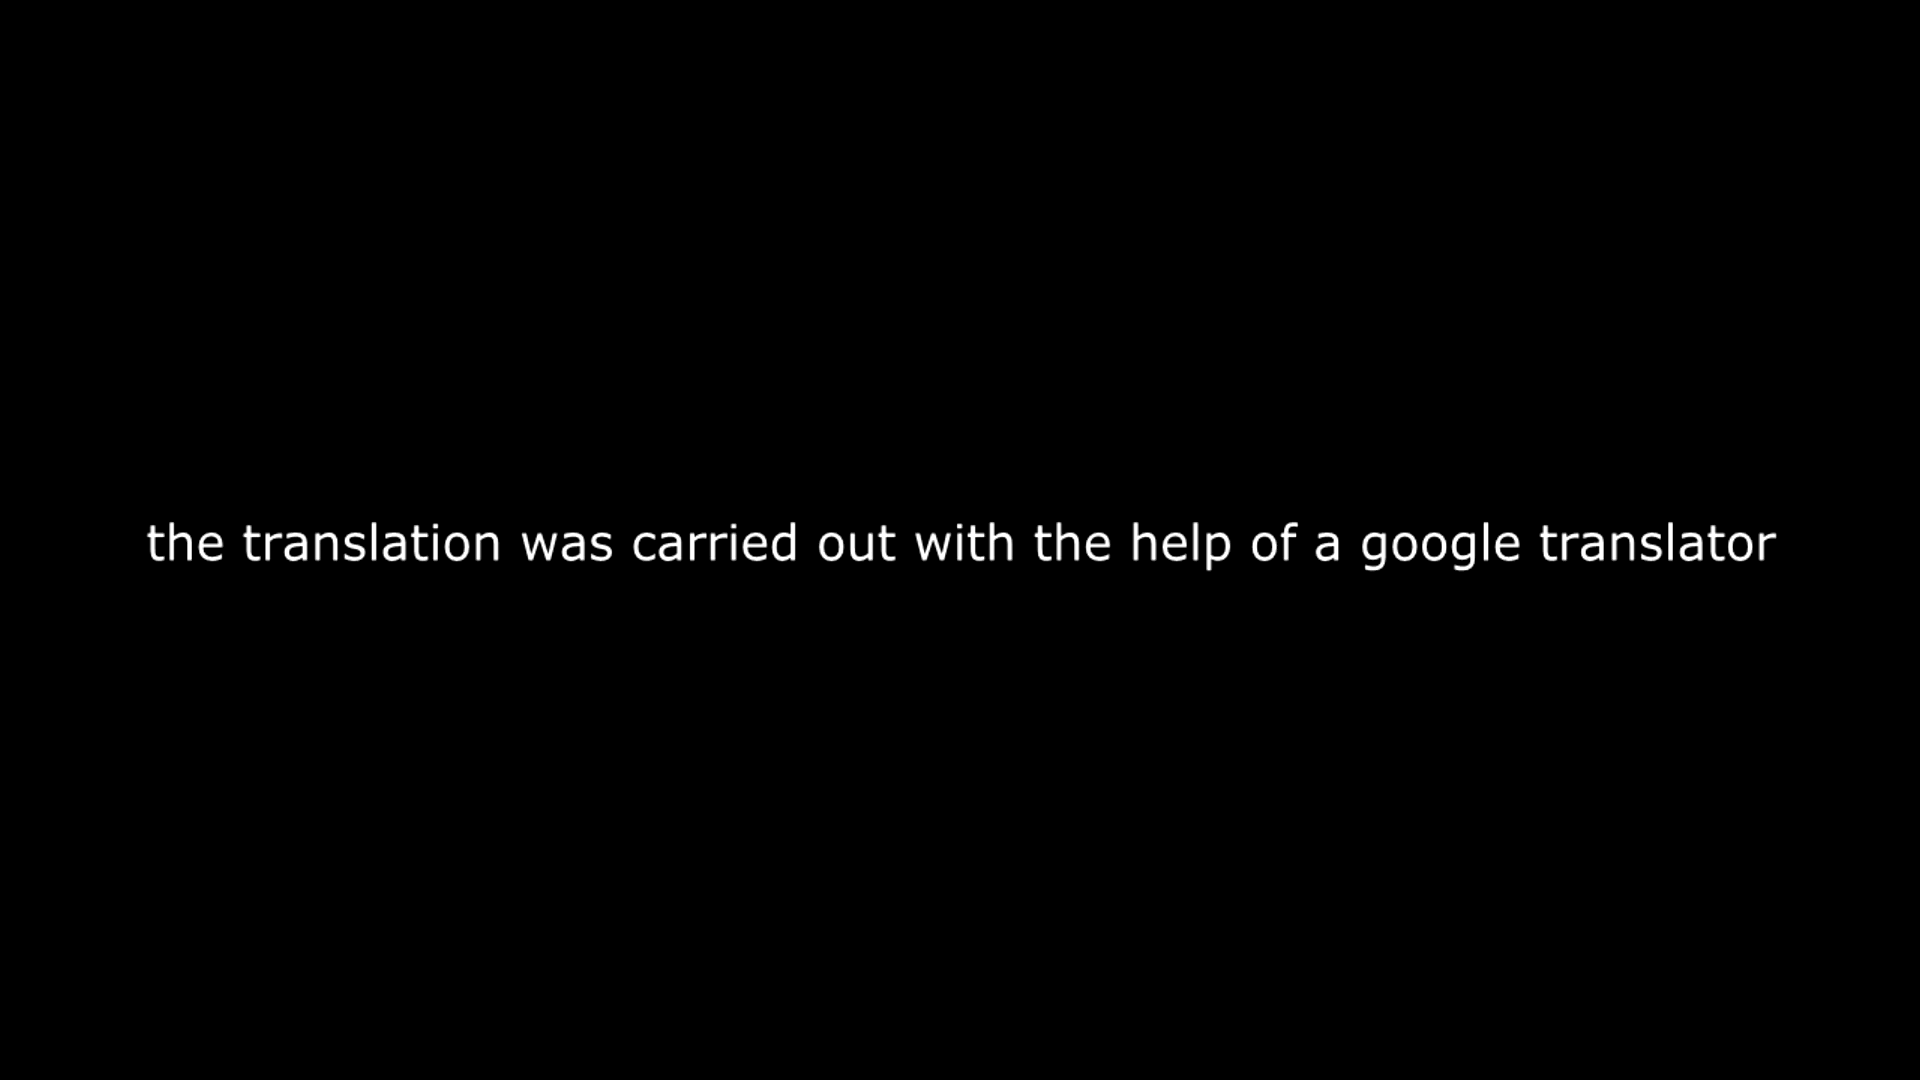 the translation was carried out with the help of a google translator